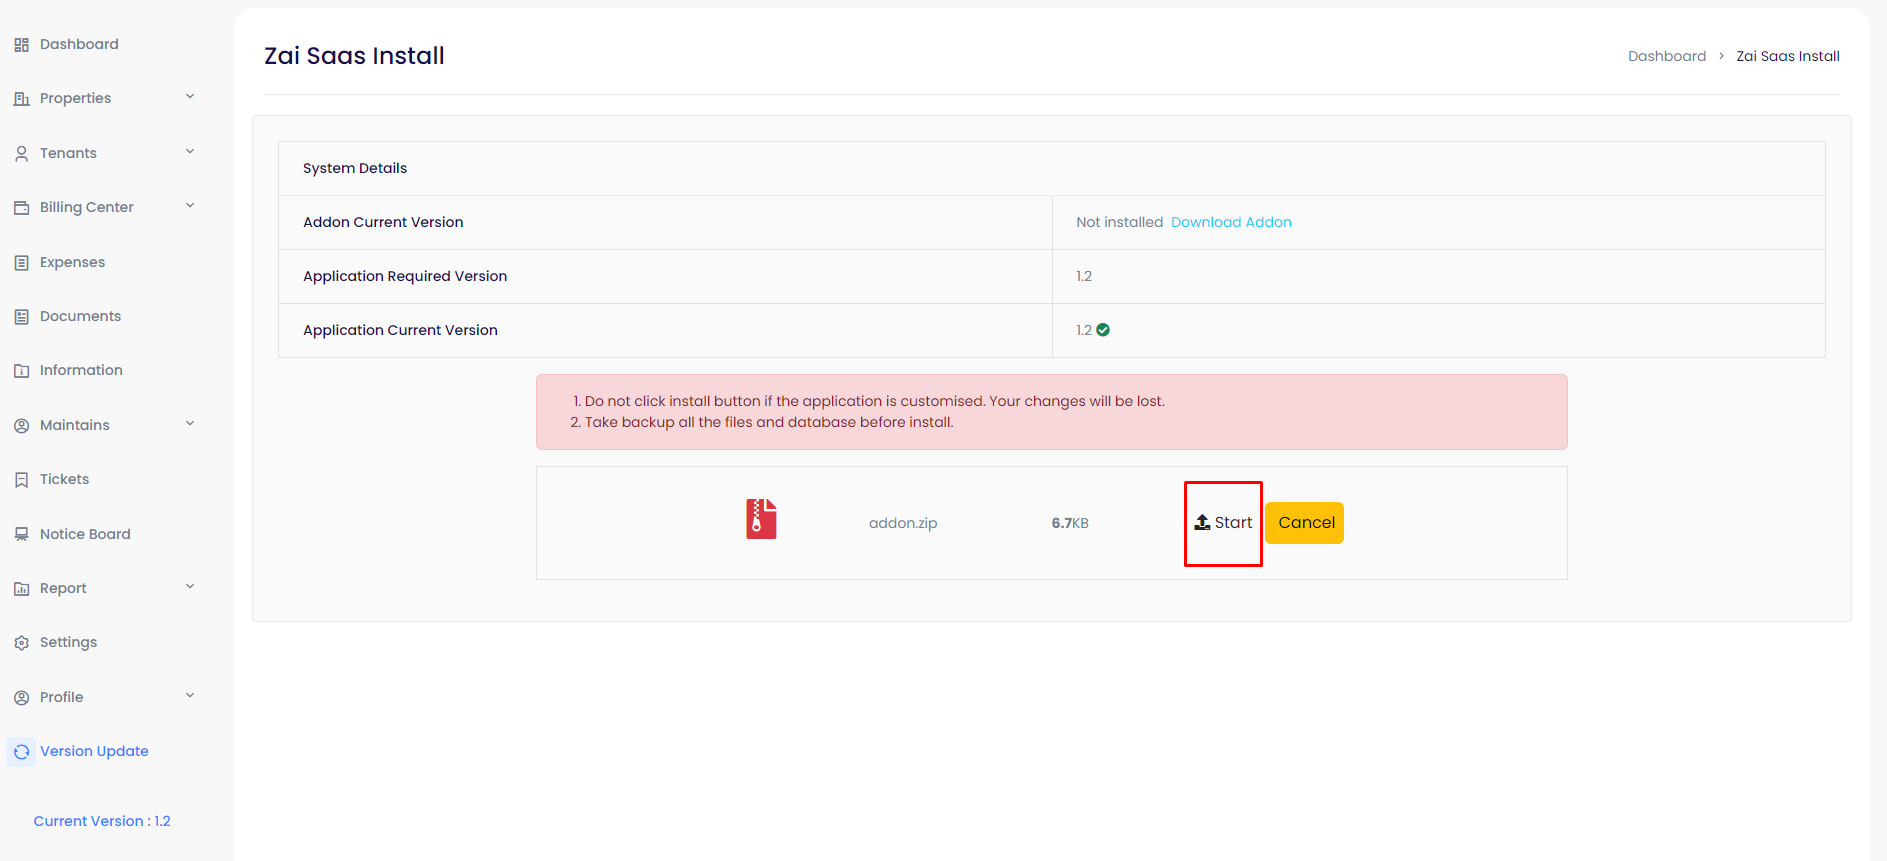 Dashboard
Properties
Tenants
Billing Center
Expenses
Documents
Information
Maintains
Tickets
Notice Board
Report
Settings
Profile
Version Update
Current Version : 1.2
Zai Saas Install
Dashboard > Zai Saas Install
System Details
Addon Current Version Not installed Download Addon
Application Required Version 1.2
Application Current Version 1.2
1. Do not click install button if the application is customised. Your changes will be lost.
2. Take backup all the files and database before install.
addon.zip 6.7KB Start Cancel